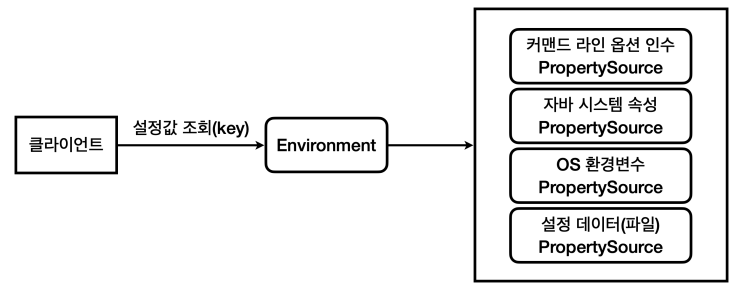 클라이언트
설정값 조회(key)
Environment
커맨드 라인 옵션 인수
PropertySource
자바 시스템 속성
PropertySource
OS 환경변수
PropertySource
설정 데이터(파일)
PropertySource